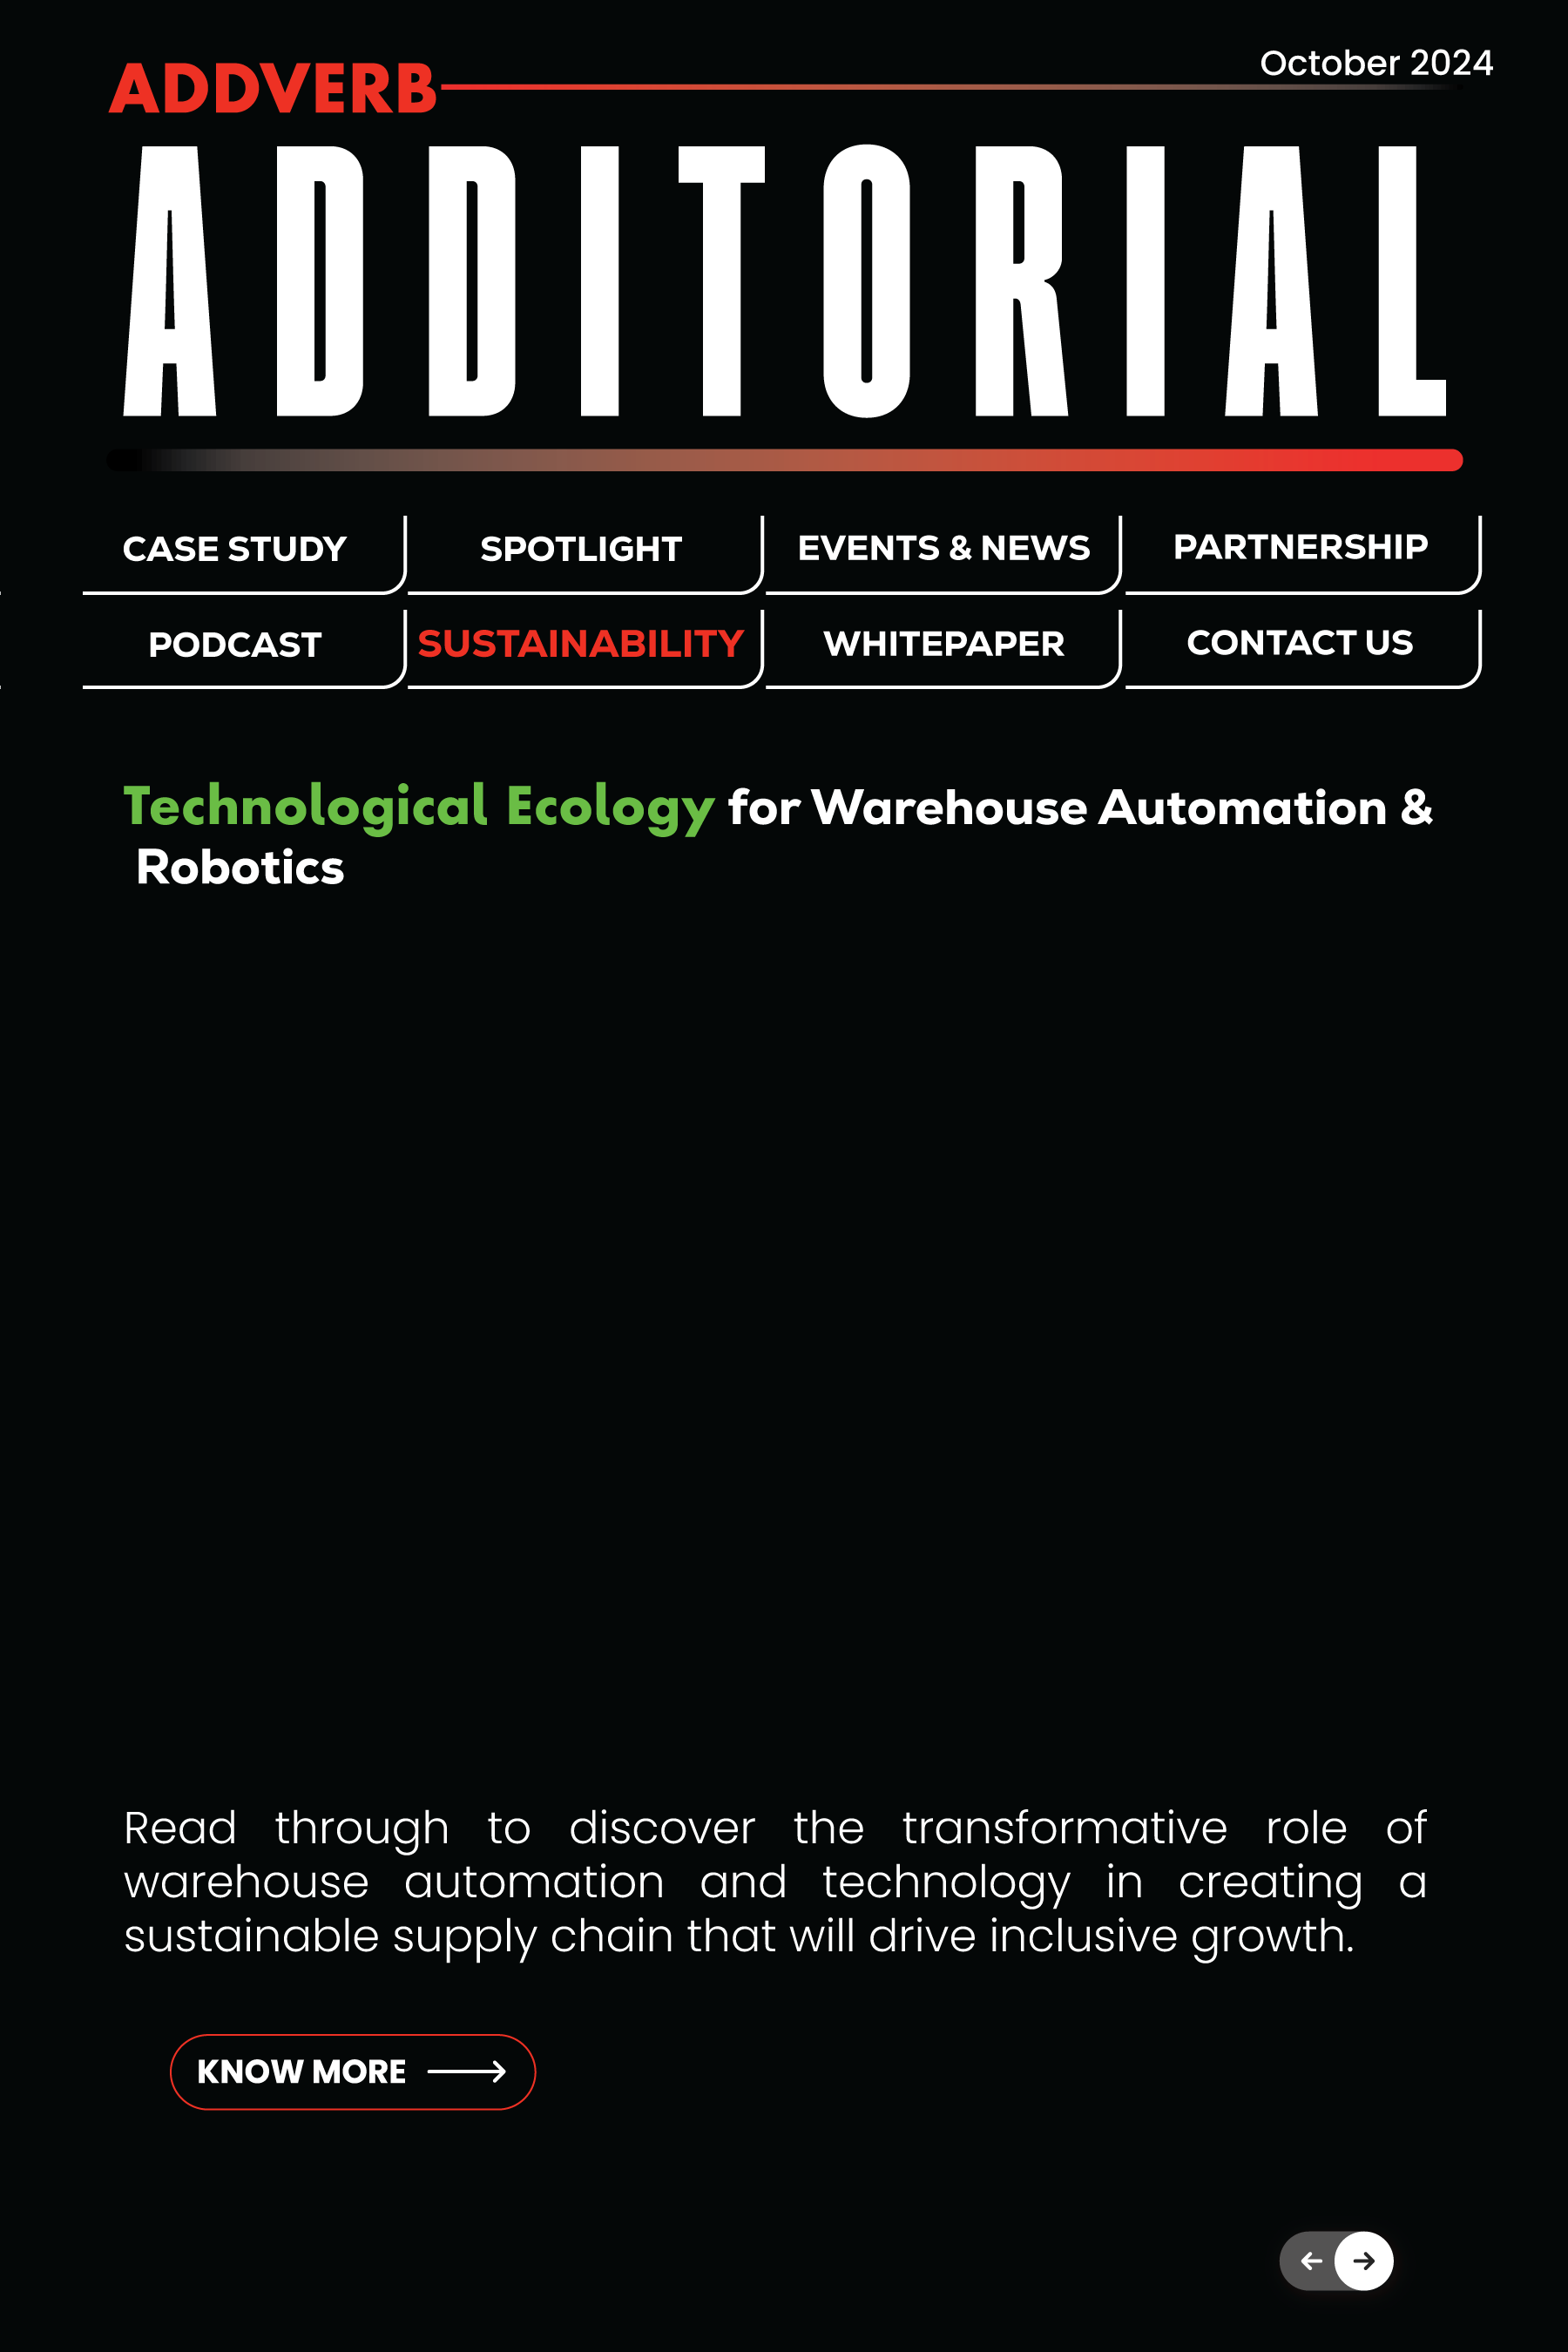 ADDVERB
October 2024
ADDITORIAL
CASE STUDY
SPOTLIGHT
EVENTS & NEWS
PARTNERSHIP
PODCAST
SUSTAINABILITY
WHITEPAPER
CONTACT US
Technological Ecology for Warehouse Automation &
Robotics
Read through to discover the transformative role of
warehouse automation and technology in creating a
sustainable supply chain that will drive inclusive growth.
KNOW MORE